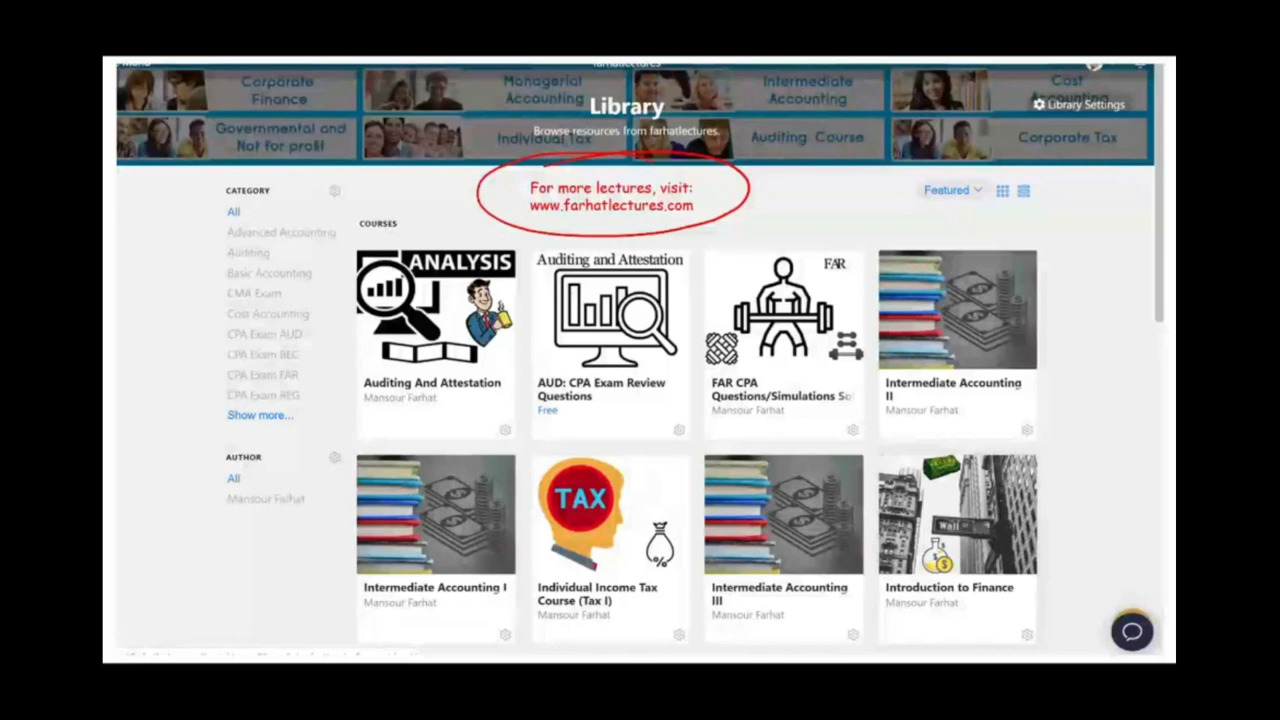 farhatlectures
Corporate
Finance
Managerial
Accounting
Intermediate
Accounting
Cost
Accounting
Library
Library Settings
Browse resources from farhatlectures.
Governmental and
Not for profit
Individual Tax
Auditing Course
Corporate Tax
For more lectures, visit:
www.farhatlectures.com
Featured
CATEGORY
All
Advanced Accounting
Auditing
Basic Accounting
CMA Exam
Cost Accounting
CPA Exam AUD
CPA Exam BEC
CPA Exam FAR
CPA Exam REG
Show more...
AUTHOR
All
Mansour Farhat
COURSES
ANALYSIS
Auditing And Attestation
Mansour Farhat
Auditing and Attestation
AUD: CPA Exam Review
Questions
Free
FAR
FAR CPA
Questions/Simulations So
Mansour Farhat
Intermediate Accounting
II
Mansour Farhat
Intermediate Accounting I
Mansour Farhat
TAX
%
Individual Income Tax
Course (Tax I)
Mansour Farhat
Intermediate Accounting
III
Mansour Farhat
Wall
Introduction to Finance
Mansour Farhat